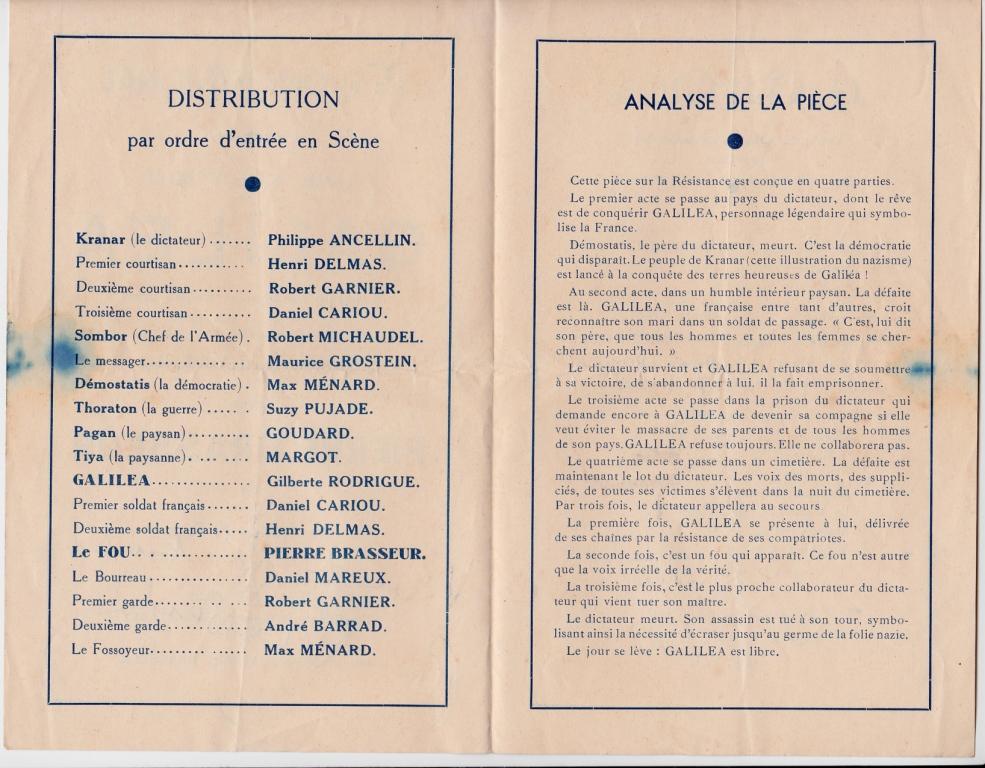 DISTRIBUTION
par ordre d'entrée en Scène
Kranar (le dictateur) ....... Philippe ANCELLIN.
Premier courtisan........... Henri DELMAS.
Deuxième courtisan.......... Robert GARNIER.
Troisième courtisan.......... Daniel CARIOU.
Sombor (Chef de l'Armée) . Robert MICHAUDEL.
Le messager............... Maurice GROSTEIN.
Démostatis (la démocratie) . Max MÉNARD.
Thoraton (la guerre) ..... . Suzy PUJADE.
Pagan (le paysan).......... GOUDARD.
Tiya (la paysanne). ... .... MARGOT.
GALILEA............... Gilberte RODRIGUE.
Premier soldat français....... Daniel CARIOU.
Deuxième soldat français..... Henri DELMAS.
Le FOU.. . .............. PIERRE BRASSEUR.
Le Bourreau ............... Daniel MAREUX.
Premier garde........ .. ... Robert GARNIER.
Deuxième garde............ André BARRAD.
Le Fossoyeur......... ...... Max MÉNARD.
ANALYSE DE LA PIÈCE
Cette pièce sur la Résistance est conçue en quatre parties.
Le premier acte se passe au pays du dictateur, dont le rêve
est de conquérir GALILEA, personnage légendaire qui symbo-
lise la France.
Démostatis, le père du dictateur, meurt. C'est la démocratie
qui disparaît. Le peuple de Kranar (cette illustration du nazisme)
est lancé à la conquête des terres heureuses de Galiléa !
Au second acte, dans un humble intérieur paysan. La défaite
est là. GALILEA, une française entre tant d'autres, croit
reconnaître son mari dans un soldat de passage. « C'est, lui dit
son père, que tous les hommes et toutes les femmes se cher-
chent aujourd'hui. »
Le dictateur survient et GALILEA refusant de se soumettre
à sa victoire, de s'abandonner à lui, il la fait emprisonner.
Le troisième acte se passe dans la prison du dictateur qui
demande encore à GALILEA de devenir sa compagne si elle
veut éviter le massacre de ses parents et de tous les hommes
de son pays. GALILEA refuse toujours. Elle ne collaborera pas.
Le quatrième acte se passe dans un cimetière. La défaite est
maintenant le lot du dictateur. Les voix des morts, des suppli-
ciés, de toutes ses victimes s'élèvent dans la nuit du cimetière.
Par trois fois, le dictateur appellera au secours
La première fois, GALILEA se présente à lui, délivrée
de ses chaînes par la résistance de ses compatriotes.
La seconde fois, c'est un fou qui apparaît. Ce fou n'est autre
que la voix irréelle de la vérité.
La troisième fois, c'est le plus proche collaborateur du dicta-
teur qui vient tuer son maître.
Le dictateur meurt. Son assassin est tué à son tour, symbo-
lisant ainsi la nécessité d'écraser jusqu'au germe de la folie nazie.
Le jour se lève : GALILEA est libre.